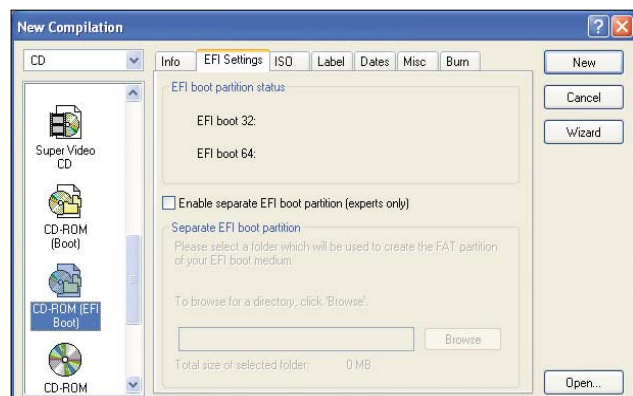 New Compilation
CD
Info EFI Settings ISO Label Dates Misc Burn
New
Cancel
Wizard
EFI boot partition status
EFI boot 32:
EFI boot 64:
Super Video
CD
CD-ROM
(Boot)
CD-ROM (EFI
Boot)
CD-ROM
Enable separate EFI boot partition (experts only)
Separate EFI boot partition
Please select a folder which will be used to create the FAT partition
of your EFI boot medium.
To browse for a directory, click 'Browse'.
Browse
Total size of selected folder: 0 MB
Open...